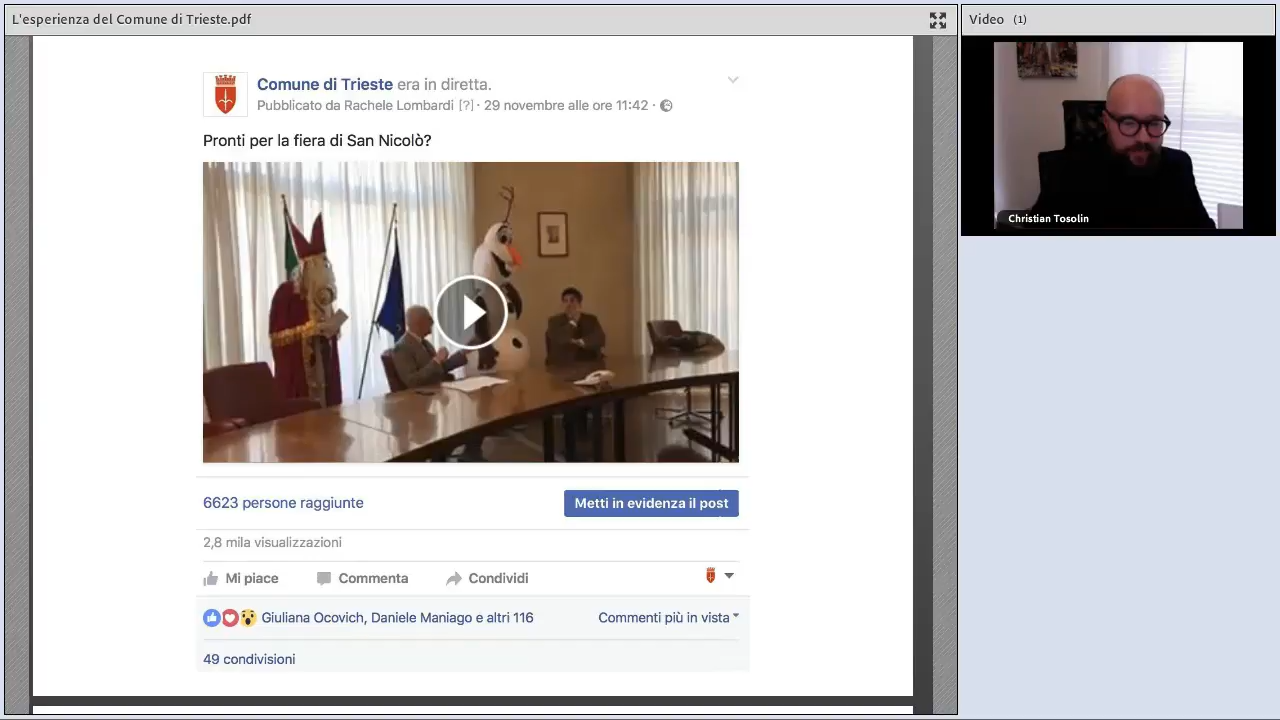 L'esperienza del Comune di Trieste.pdf
Video (1)
Comune di Trieste era in diretta.
Pubblicato da Rachele Lombardi [?] · 29 novembre alle ore 11:42 ·
Pronti per la fiera di San Nicolò?
Christian Tosolin
6623 persone raggiunte
Metti in evidenza il post
2,8 mila visualizzazioni
Mi piace
Commenta
Condividi
Giuliana Ocovich, Daniele Maniago e altri 116
Commenti più in vista
49 condivisioni